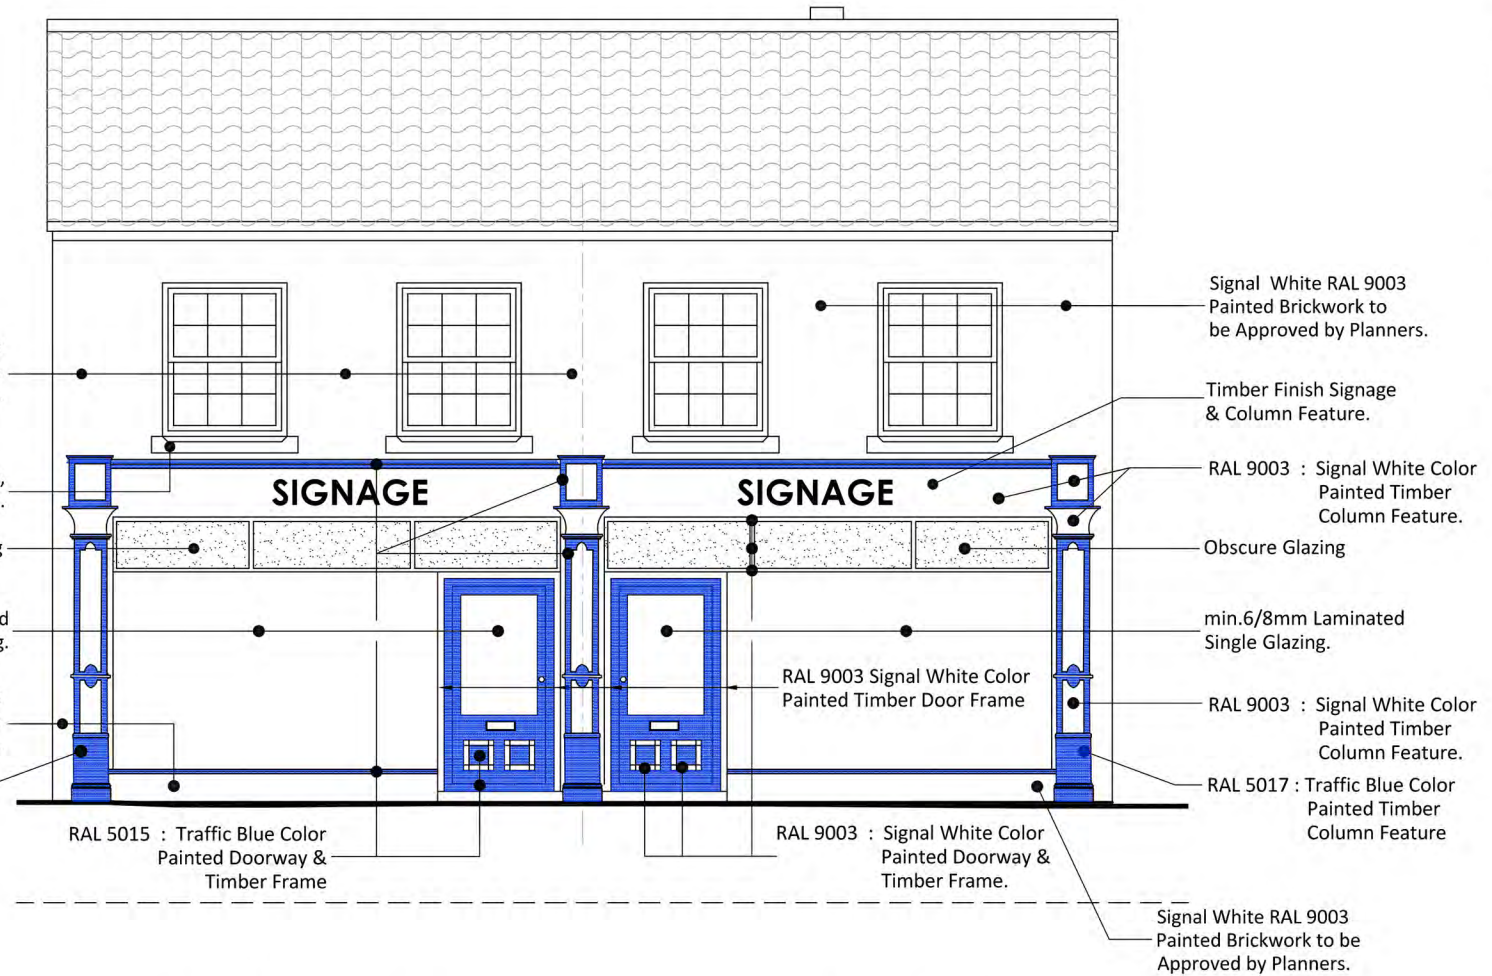 Signal White RAL 9003
Painted Brickwork to
be Approved by Planners.
Timber Finish Signage
& Column Feature.
SIGNAGE
SIGNAGE
RAL 9003 : Signal White Color
Painted Timber
Column Feature.
Obscure Glazing
min.6/8mm Laminated
Single Glazing.
RAL 9003 Signal White Color
Painted Timber Door Frame
RAL 9003 : Signal White Color
Painted Timber
Column Feature.
RAL 5017 : Traffic Blue Color
Painted Timber
Column Feature
RAL 5015 : Traffic Blue Color
Painted Doorway &
Timber Frame
RAL 9003 : Signal White Color
Painted Doorway &
Timber Frame.
Signal White RAL 9003
Painted Brickwork to be
Approved by Planners.